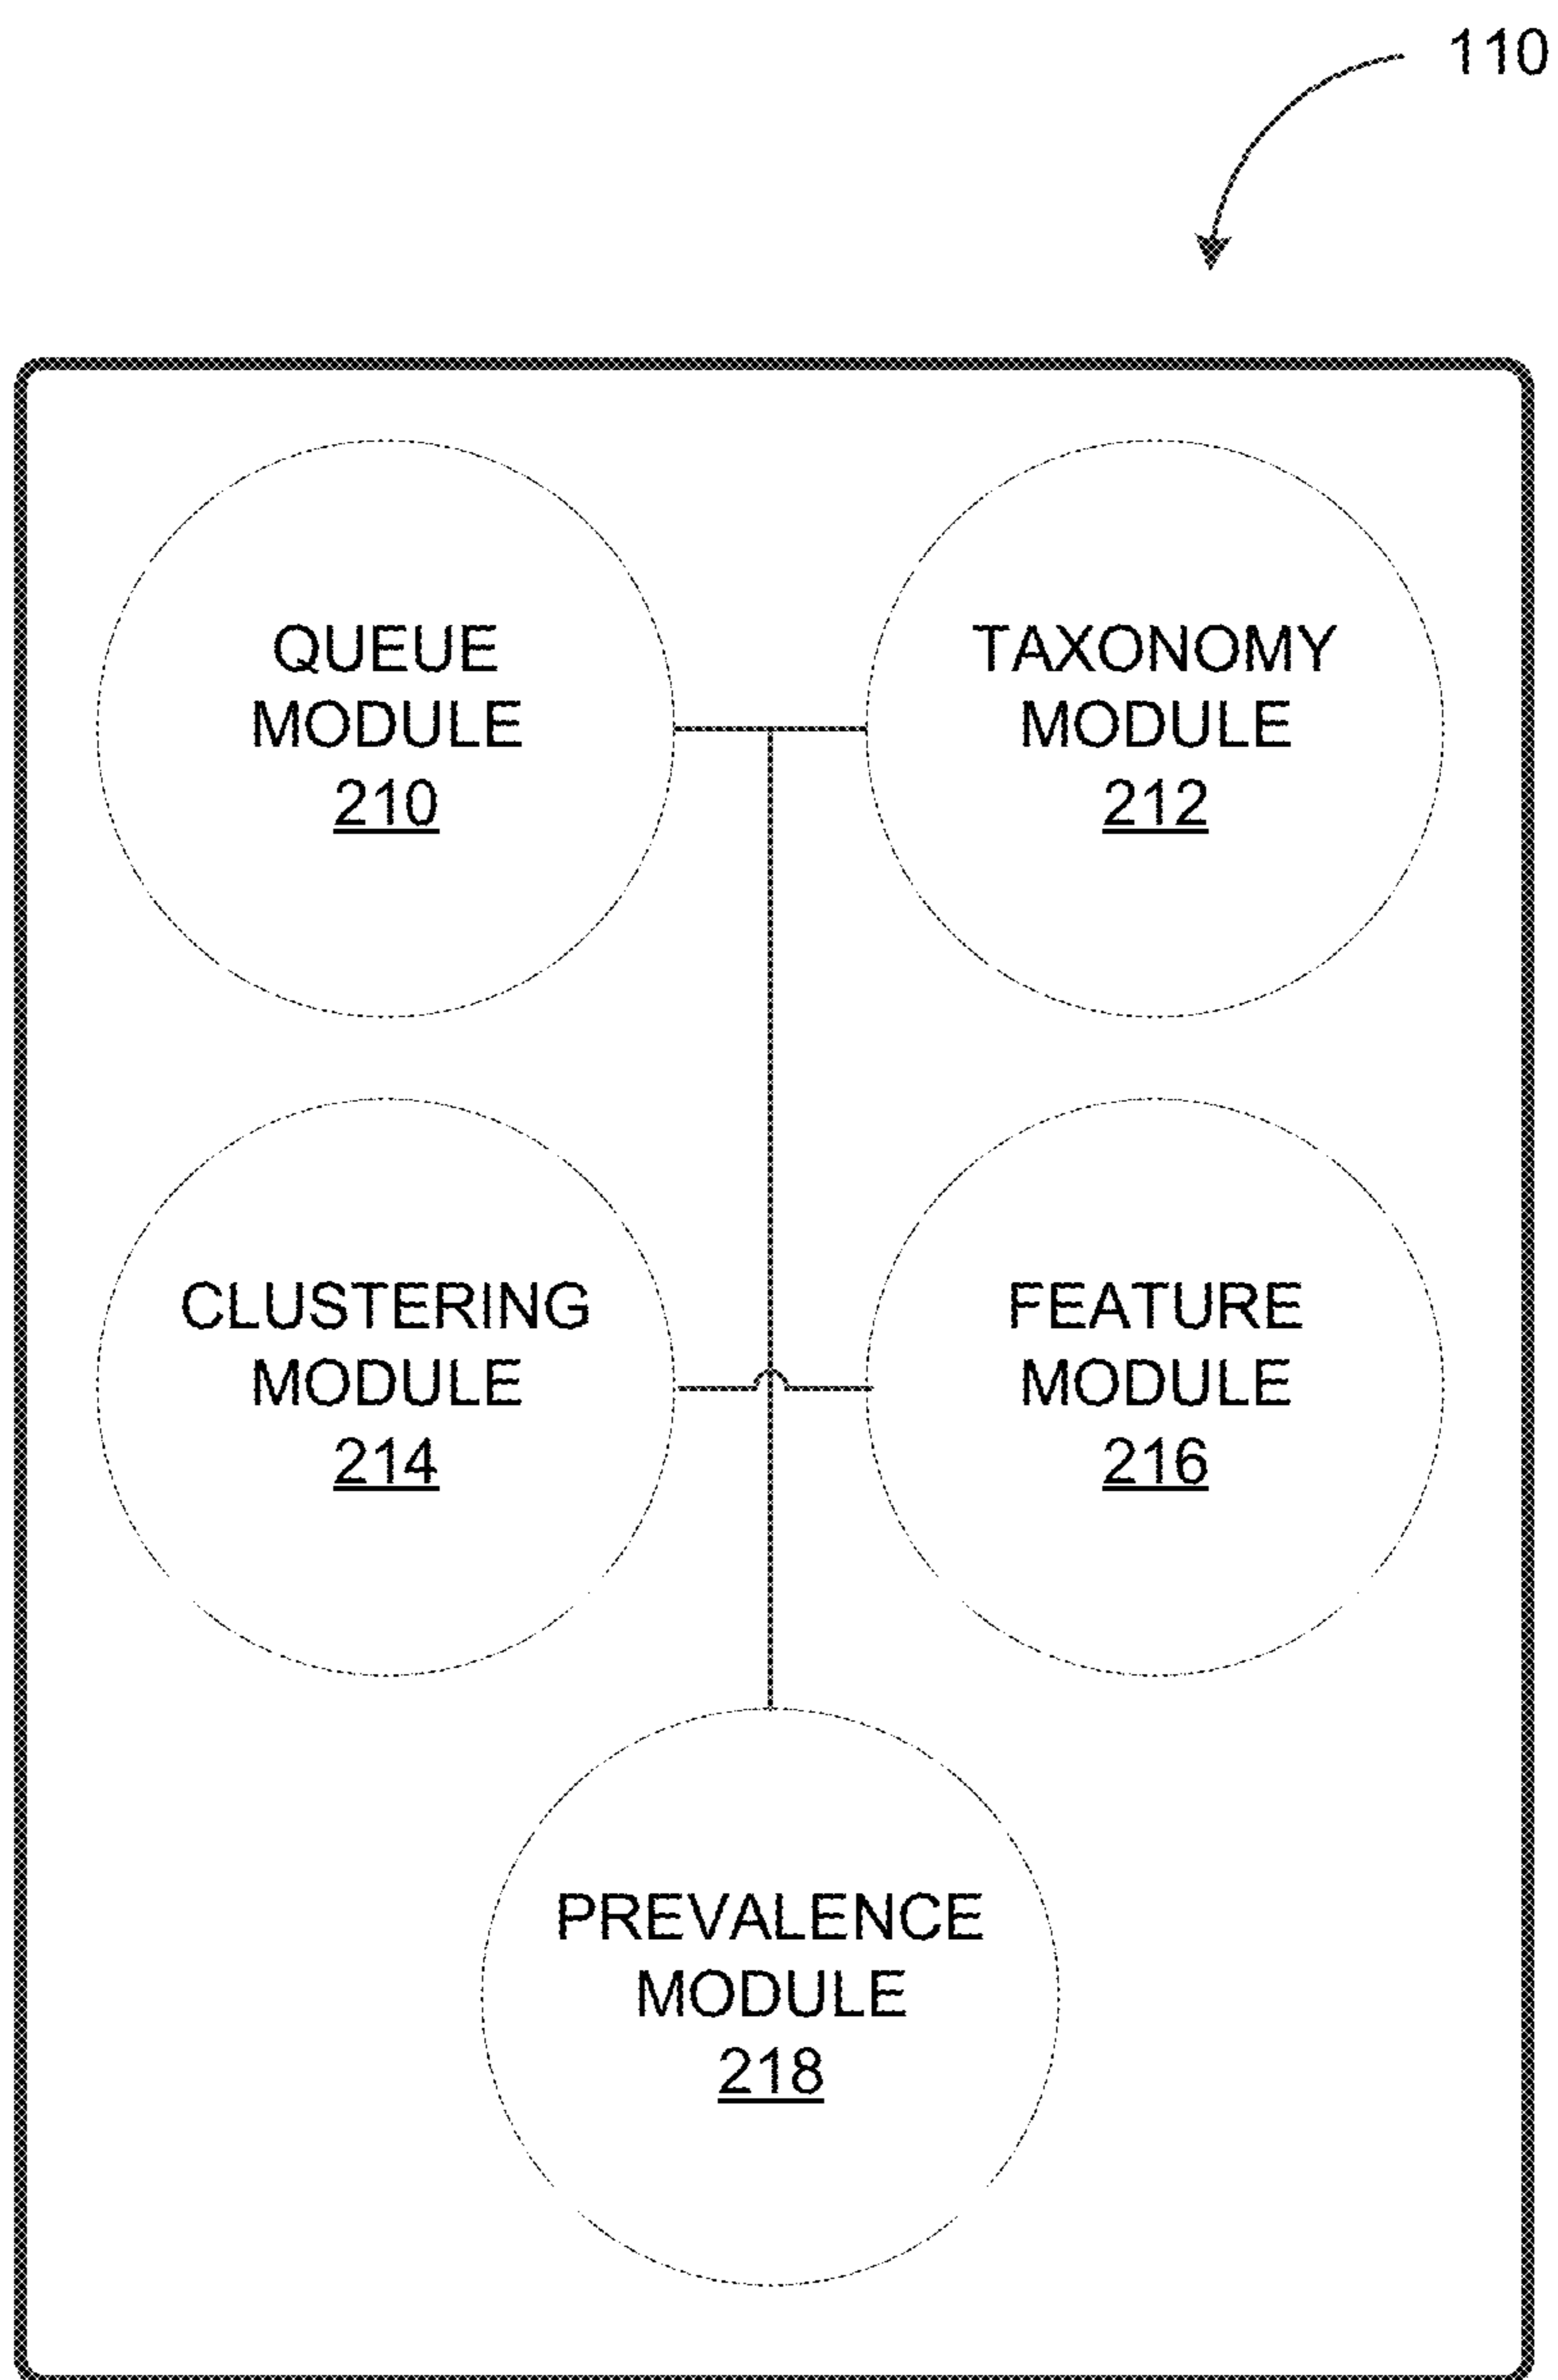 110
QUEUE
MODULE
210
TAXONOMY
MODULE
212
CLUSTERING
MODULE
214
FEATURE
MODULE
216
PREVALENCE
MODULE
218